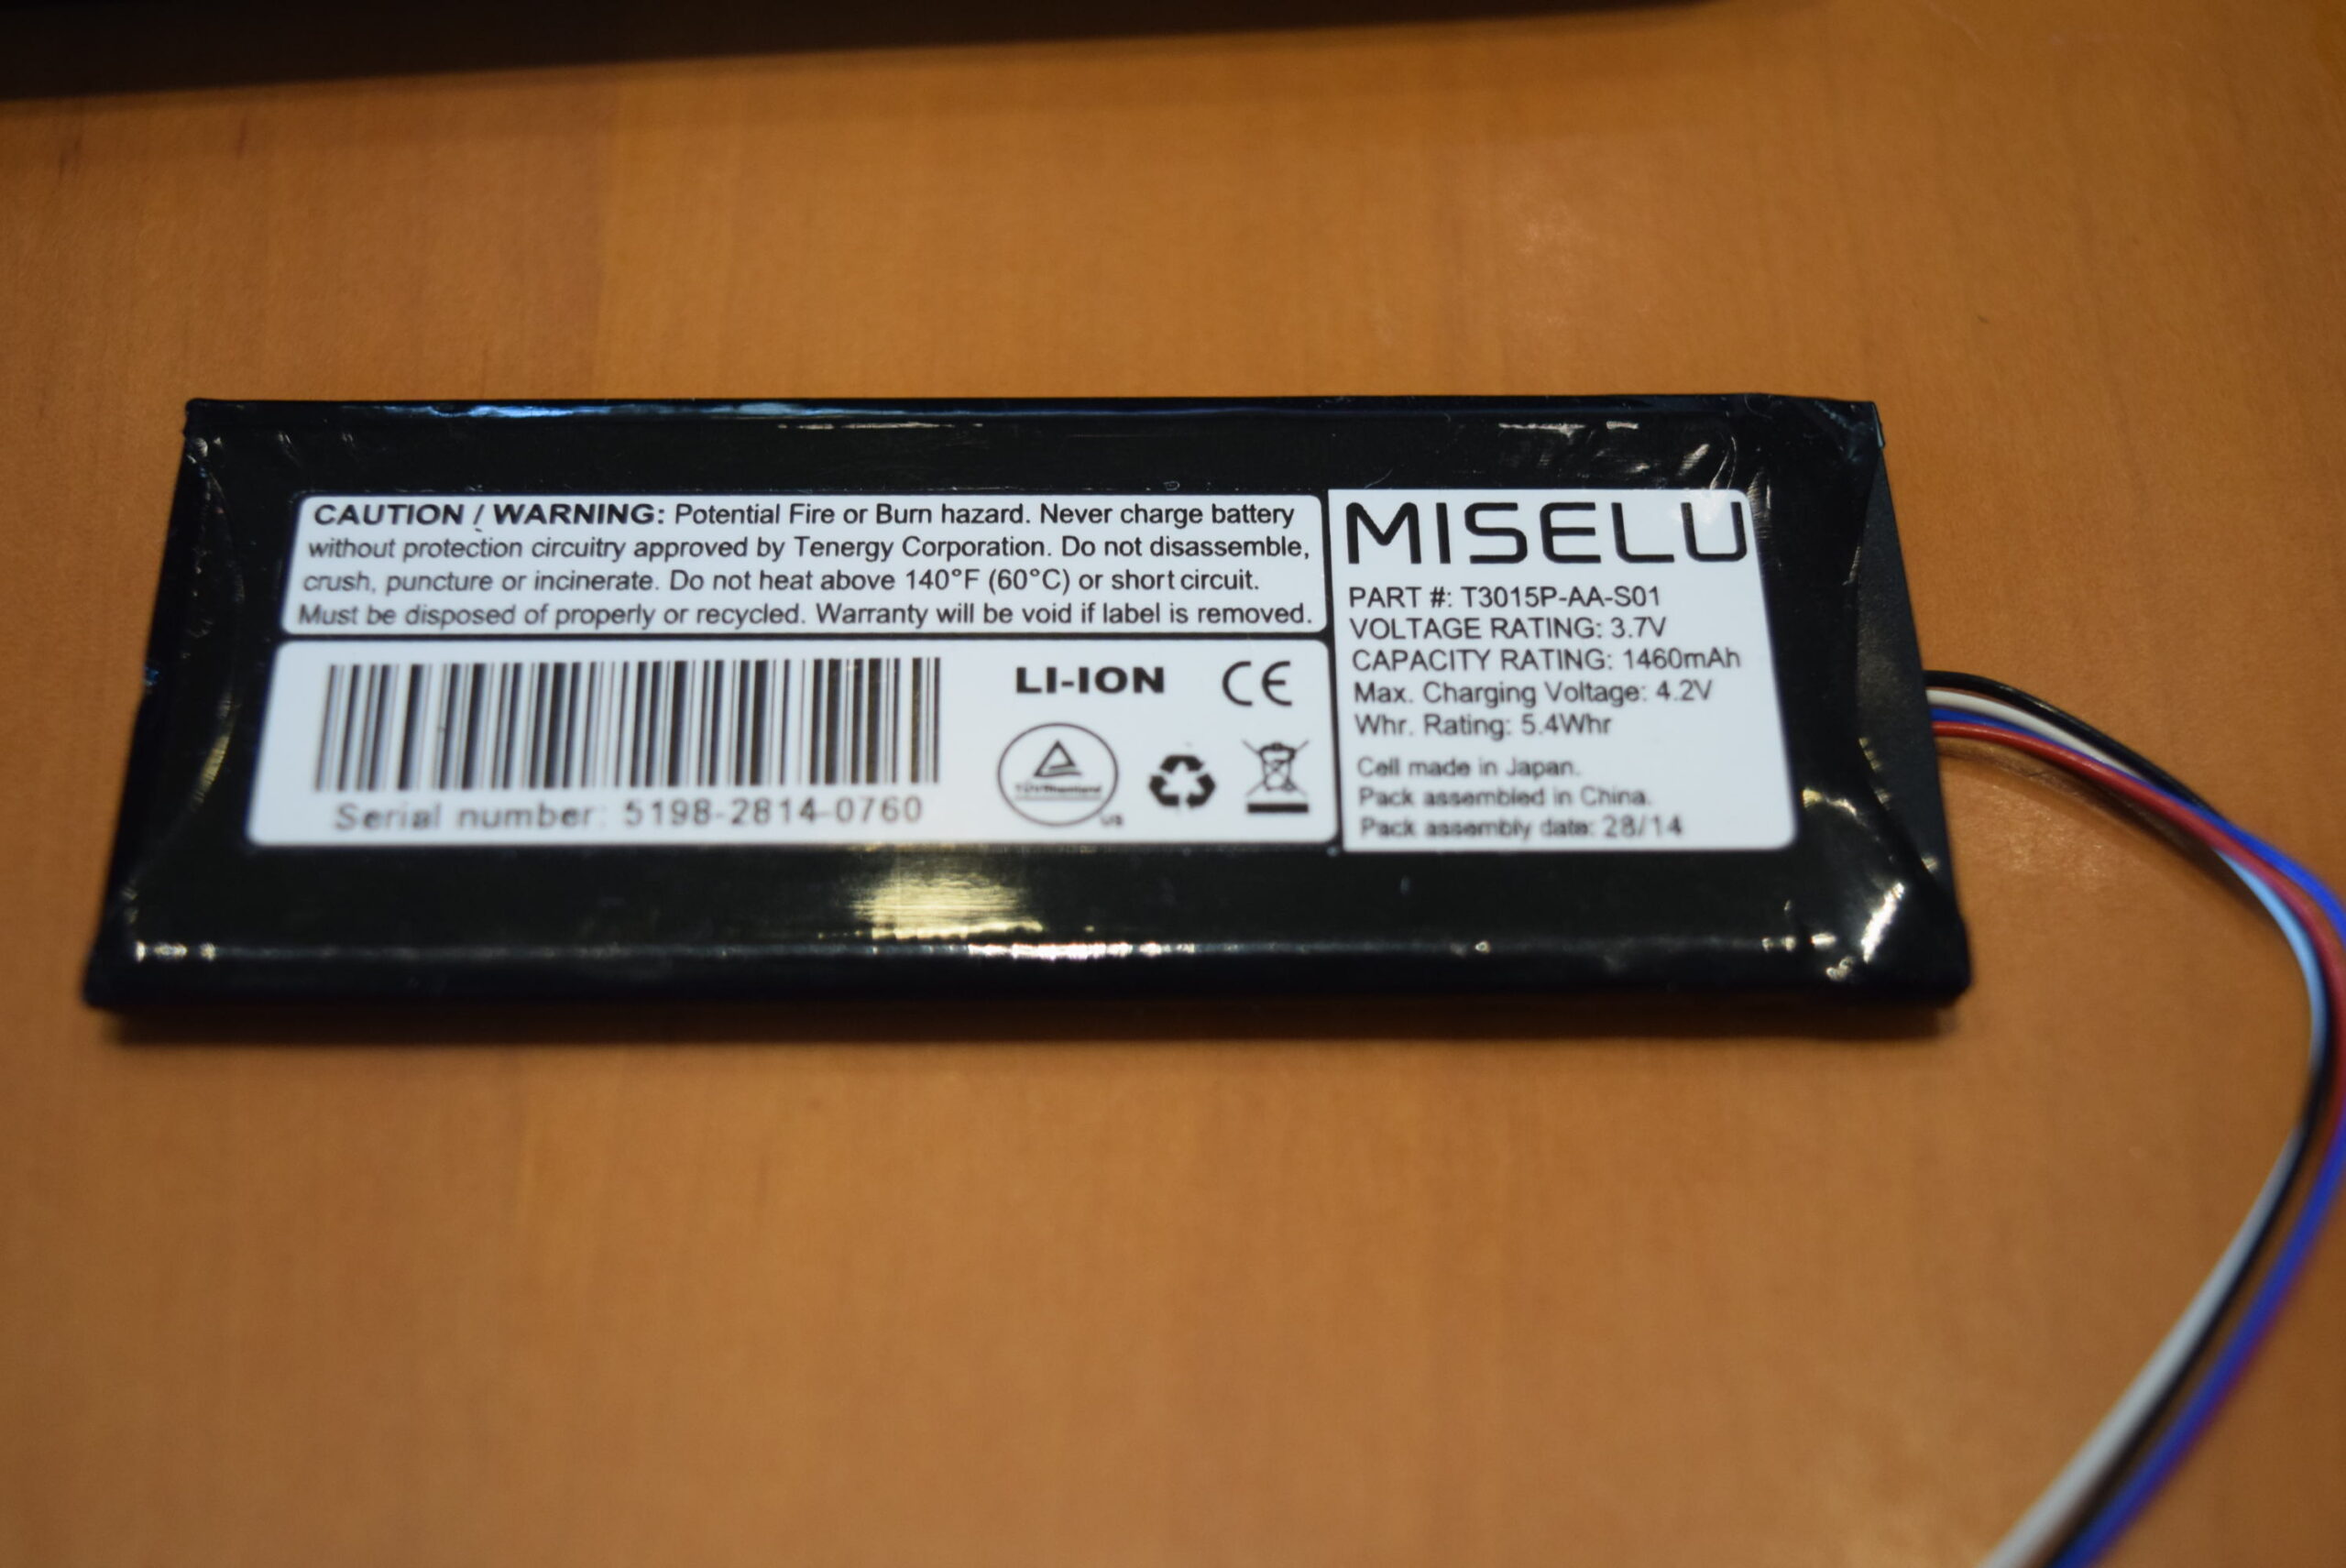 CAUTION / WARNING: Potential Fire or Burn hazard. Never charge battery
without protection circuitry approved by Tenergy Corporation. Do not disassemble,
crush, puncture or incinerate. Do not heat above 140°F (60°C) or short circuit.
Must be disposed of properly or recycled. Warranty will be void if label is removed.
Serial number: 5198-2814-0760
LI-ION
CE
TÜVRheinland
US
MISELU
PART #: T3015P-AA-S01
VOLTAGE RATING: 3.7V
CAPACITY RATING: 1460mAh
Max. Charging Voltage: 4.2V
Whr. Rating: 5.4Whr
Cell made in Japan.
Pack assembled in China.
Pack assembly date: 28/14